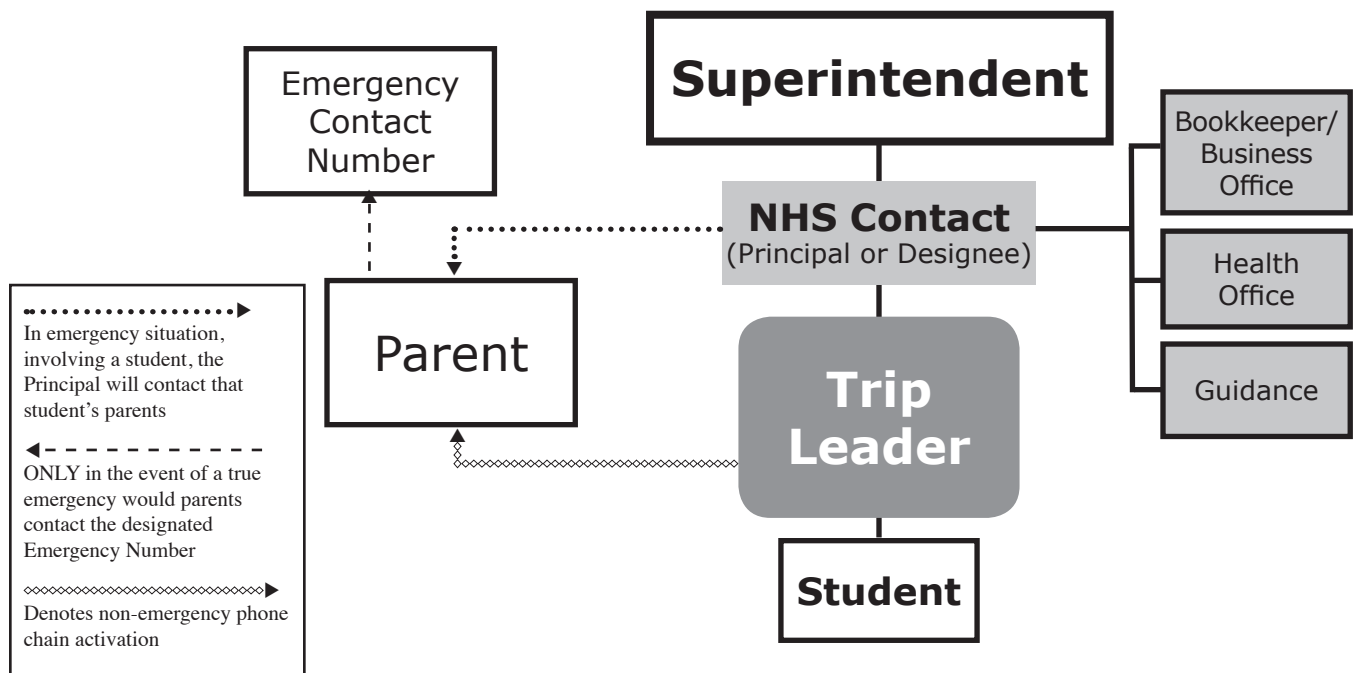 Emergency
Contact
Number
Superintendent
Bookkeeper/
Business
Office
NHS Contact
(Principal or Designee)
Health
Office
Guidance
Parent
Trip
Leader
Student
In emergency situation,
involving a student, the
Principal will contact that
student’s parents
ONLY in the event of a true
emergency would parents
contact the designated
Emergency Number
Denotes non-emergency phone
chain activation